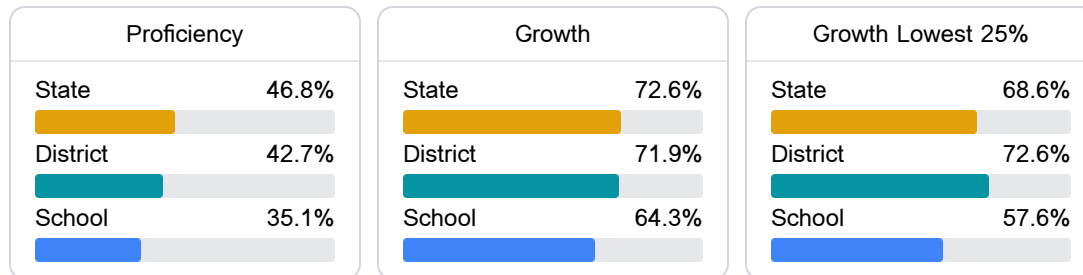 Proficiency
State 46.8%
District 42.7%
School 35.1%
Growth
State 72.6%
District 71.9%
School 64.3%
Growth Lowest 25%
State 68.6%
District 72.6%
School 57.6%